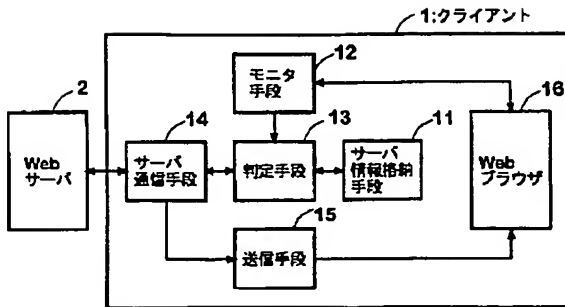 1:クライアント
12
モニタ
手段
2
14
13
11
16
Web
サーバ
サーバ
通信手段
判定手段
サーバ
情報格納
手段
Web
ブラウザ
15
送信手段